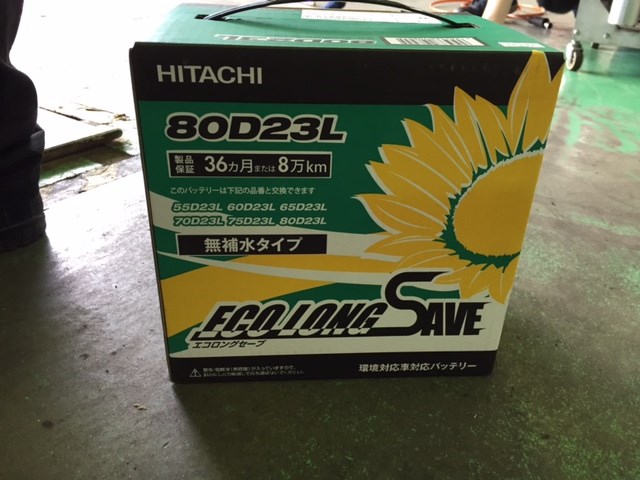 80D23L
HITACHI
80D23L
製品保証 36カ月または8万km
このバッテリーは下記の品番と交換できます
55D23L 60D23L 65D23L
70D23L 75D23L 80D23L
無補水タイプ
ECO LONG SAVE
エコロングセーブ
環境対応車対応バッテリー